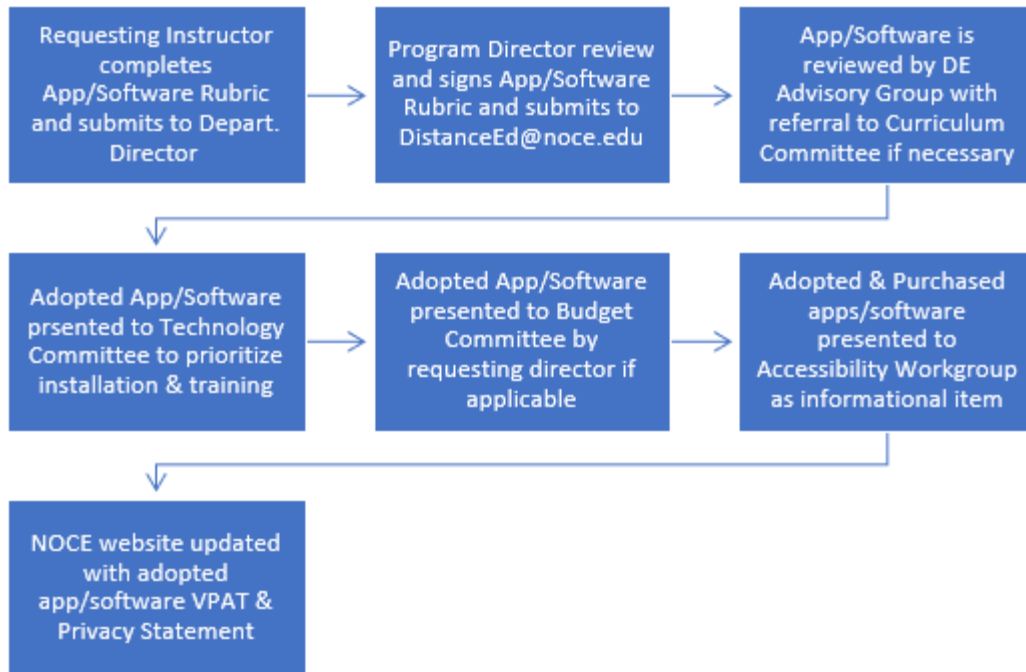 Requesting Instructor
completes
App/Software Rubric
and submits to Depart.
Director
Program Director review
and signs App/Software
Rubric and submits to
DistanceEd@noce.edu
App/Software is
reviewed by DE
Advisory Group with
referral to Curriculum
Committee if necessary
Adopted App/Software
prsented to Technology
Committee to prioritize
installation & training
Adopted App/Software
presented to Budget
Committee by
requesting director if
applicable
Adopted & Purchased
apps/software
presented to
Accessibility Workgroup
as informational item
NOCE website updated
with adopted
app/software VPAT &
Privacy Statement